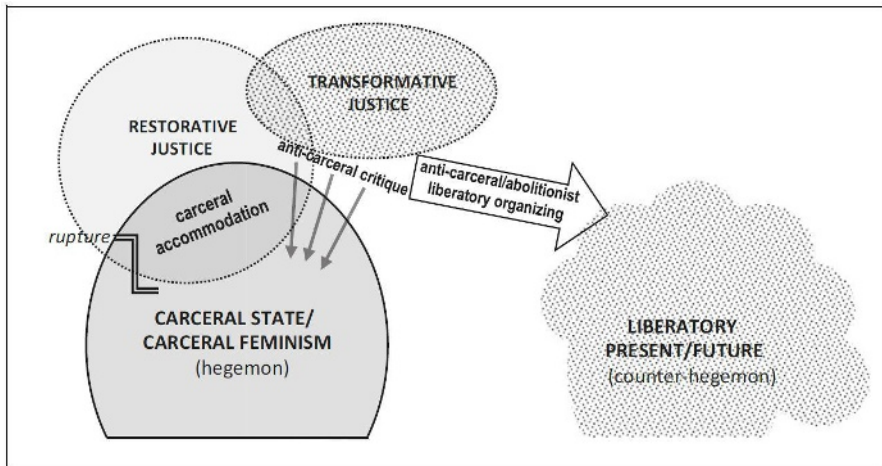 TRANSFORMATIVE
JUSTICE
RESTORATIVE
JUSTICE
anti-carceral critique
anti-carceral/abolitionist
liberatory organizing
carceral
accommodation
rupture
CARCERAL STATE/
CARCERAL FEMINISM
(hegemon)
LIBERATORY
PRESENT/FUTURE
(counter-hegemon)